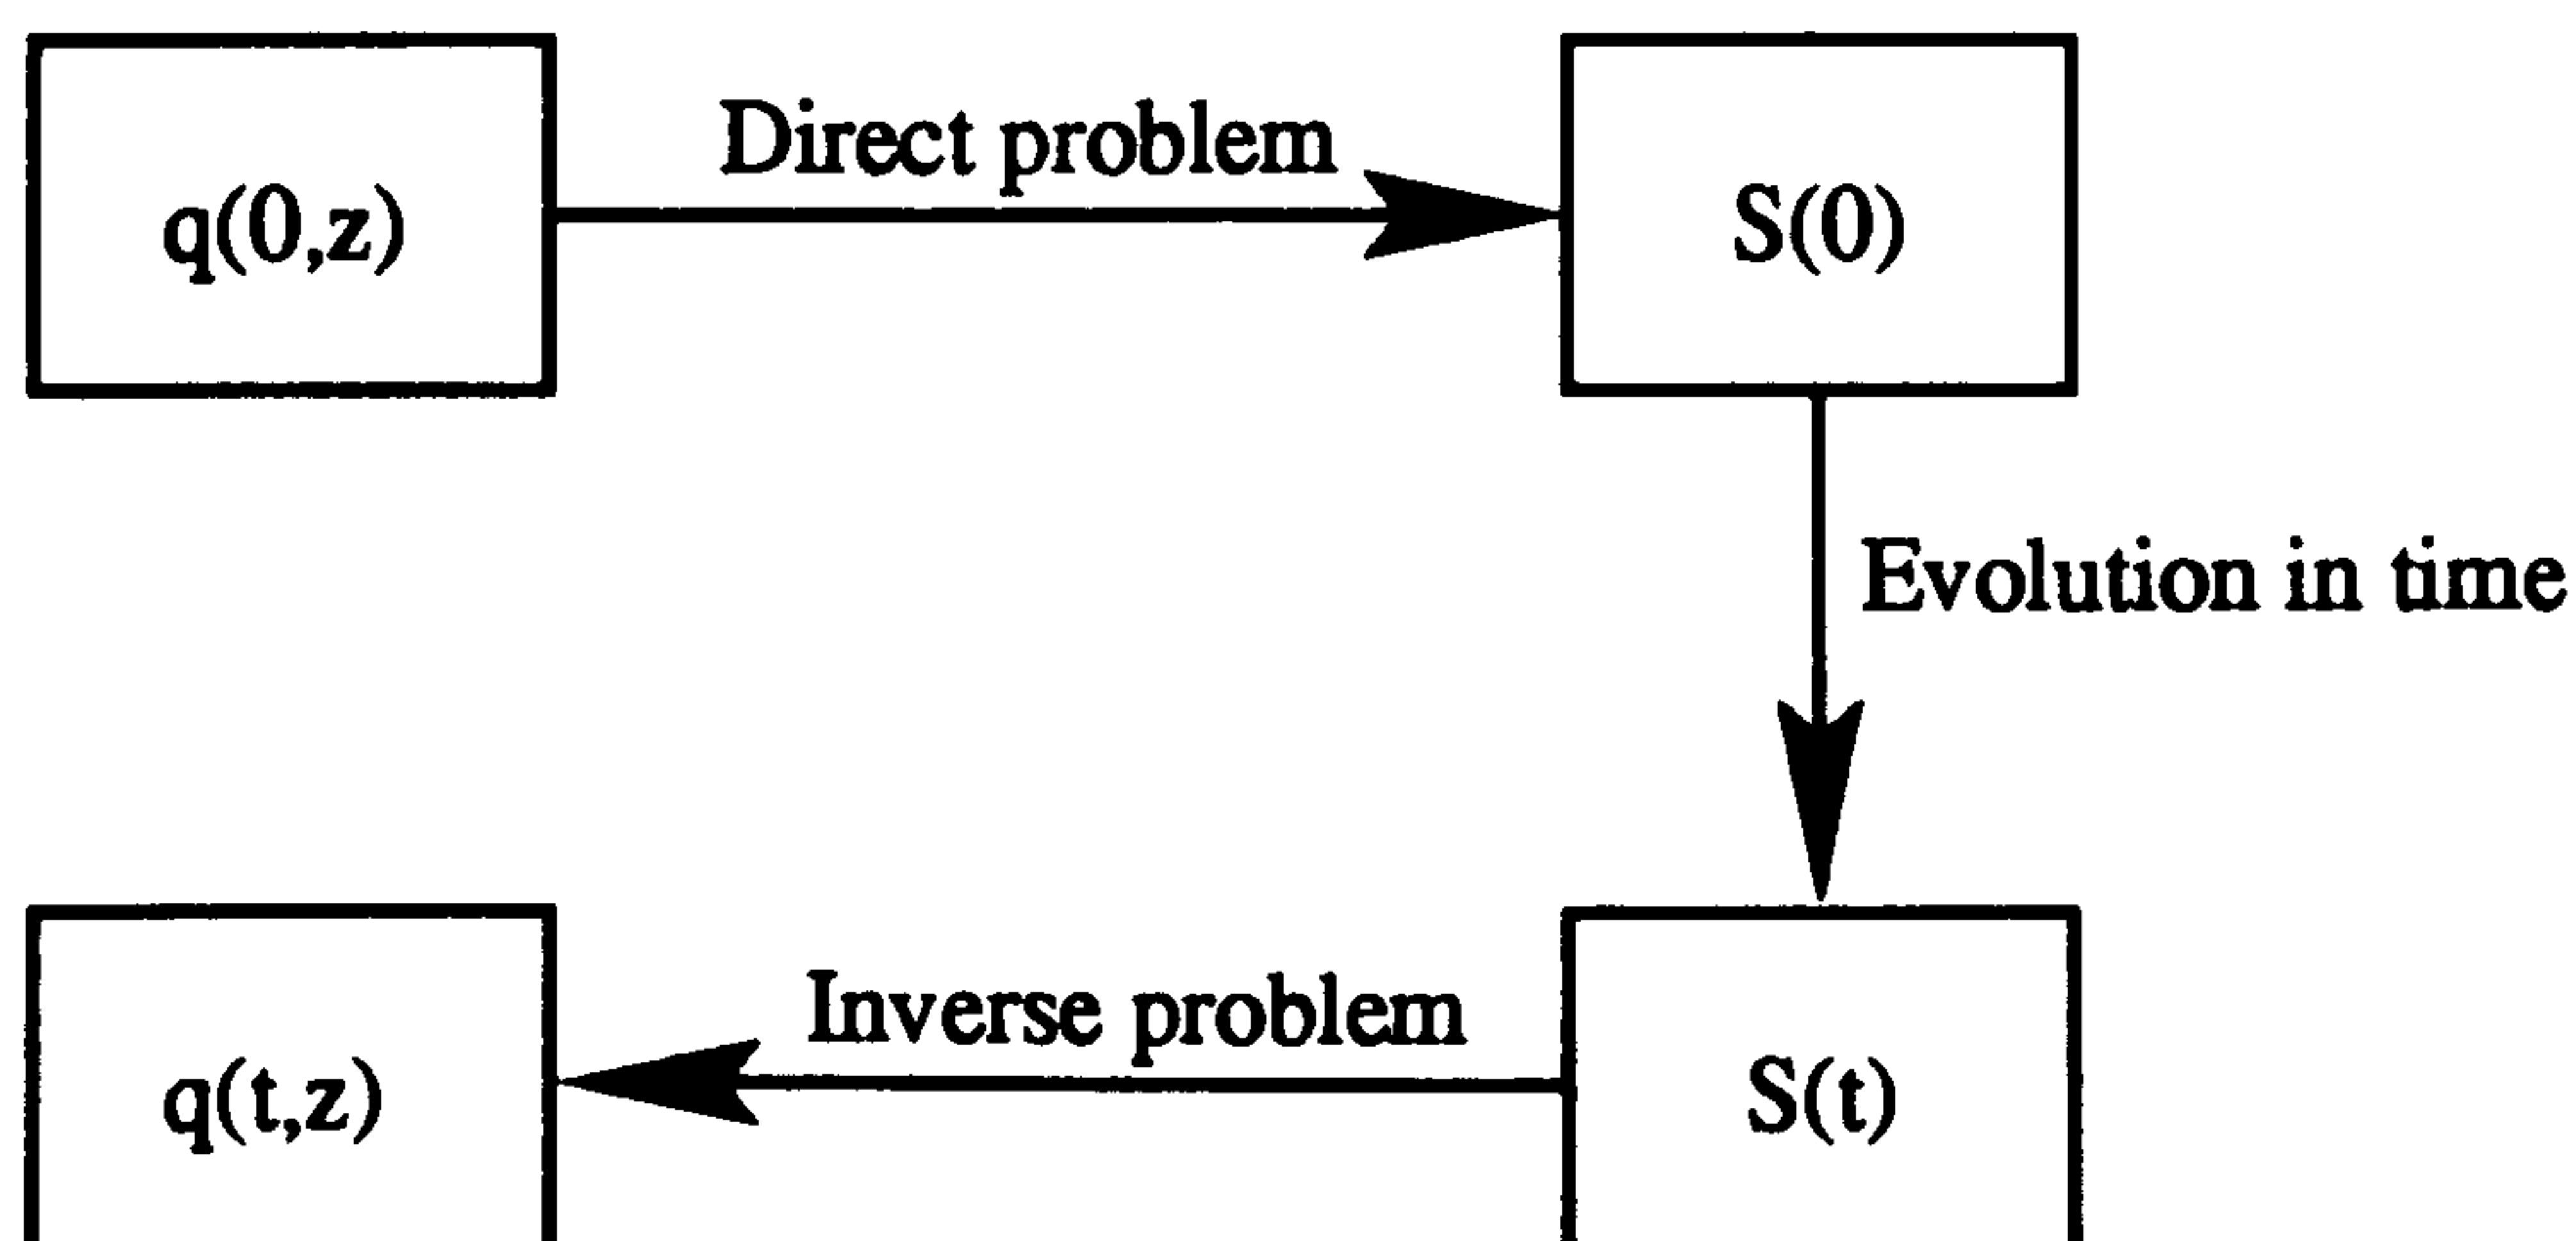 q(0,z)
Direct problem
S(0)
Evolution in time
q(t,z)
Inverse problem
S(t)